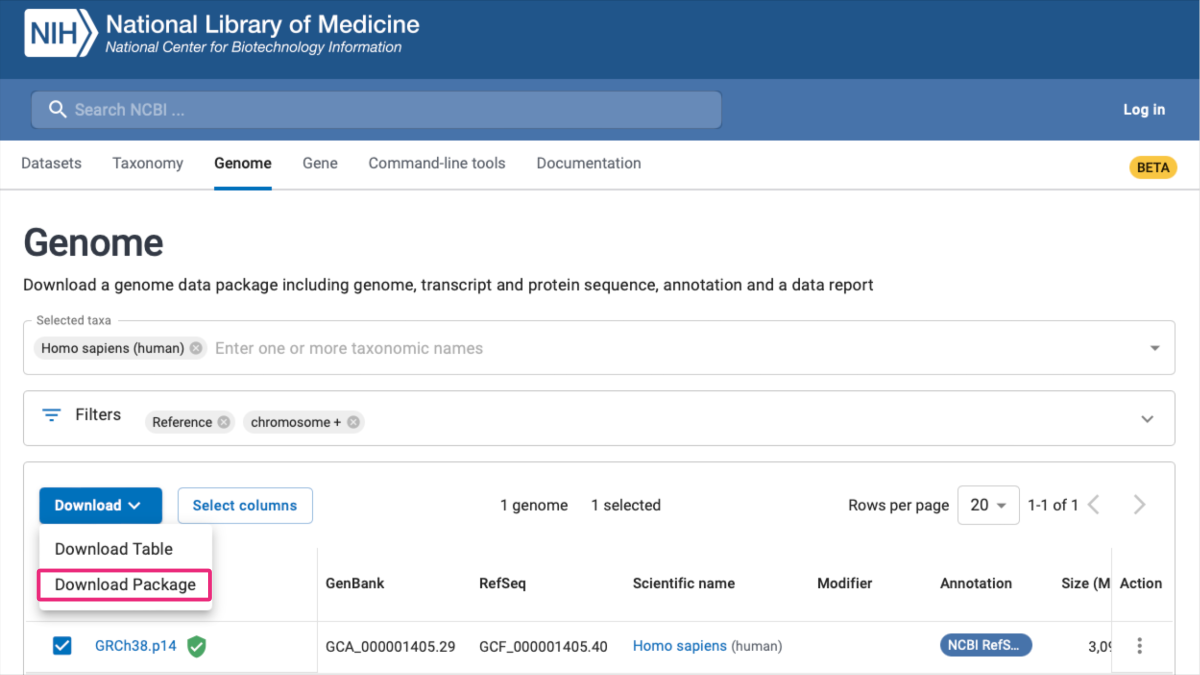 NIH National Library of Medicine
National Center for Biotechnology Information
Search NCBI ...
Log in
Datasets Taxonomy Genome Gene Command-line tools Documentation BETA
Genome
Download a genome data package including genome, transcript and protein sequence, annotation and a data report
Selected taxa
Homo sapiens (human) Enter one or more taxonomic names
Filters Reference chromosome +
Download Select columns 1 genome 1 selected Rows per page 20 1-1 of 1
Download Table
Download Package
GenBank RefSeq Scientific name Modifier Annotation Size (M Action
GRCh38.p14 GCA_000001405.29 GCF_000001405.40 Homo sapiens (human) NCBI RefS... 3,09